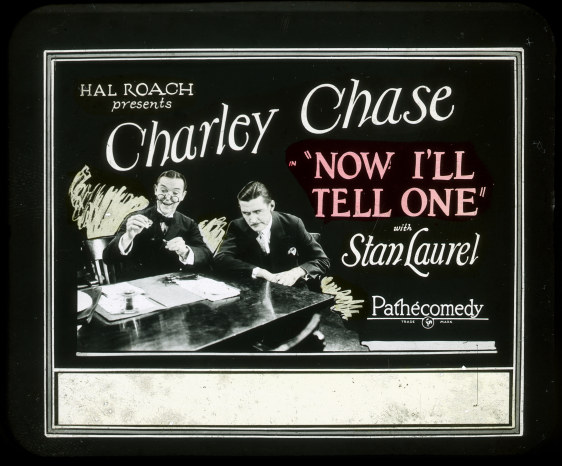 HAL ROACH
presents
Charley Chase
IN "NOW I'LL
TELL ONE"
with
Stan Laurel
Pathécomedy
TRADE MARK